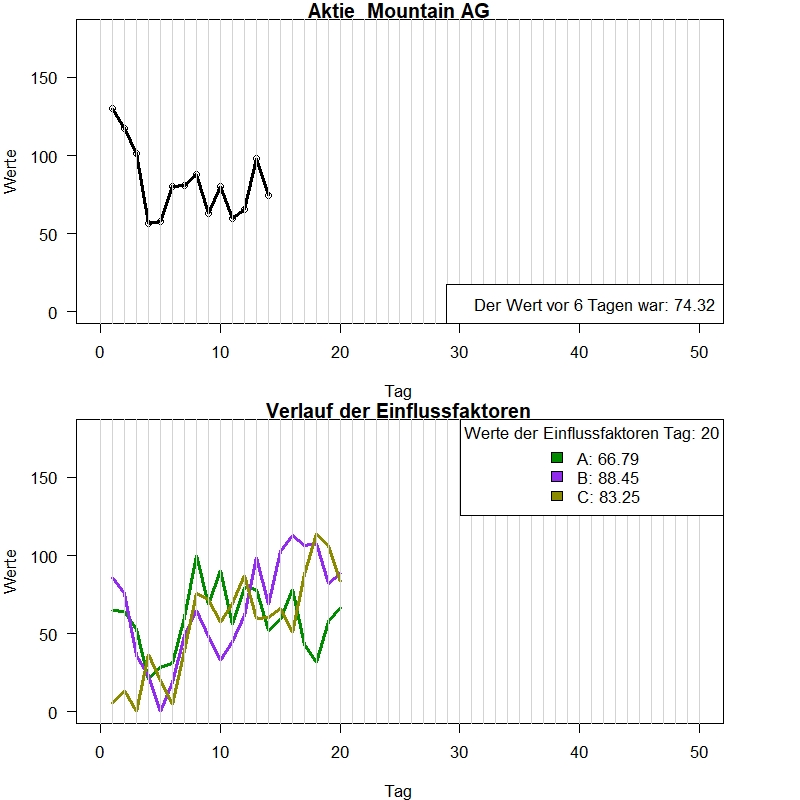 Aktie  Mountain AG
Werte
150
100
50
0
Der Wert vor 6 Tagen war: 74.32
0 10 20 30 40 50
Tag
Verlauf der Einflussfaktoren
Werte
150
100
50
0
Werte der Einflussfaktoren Tag: 20
A: 66.79
B: 88.45
C: 83.25
0 10 20 30 40 50
Tag